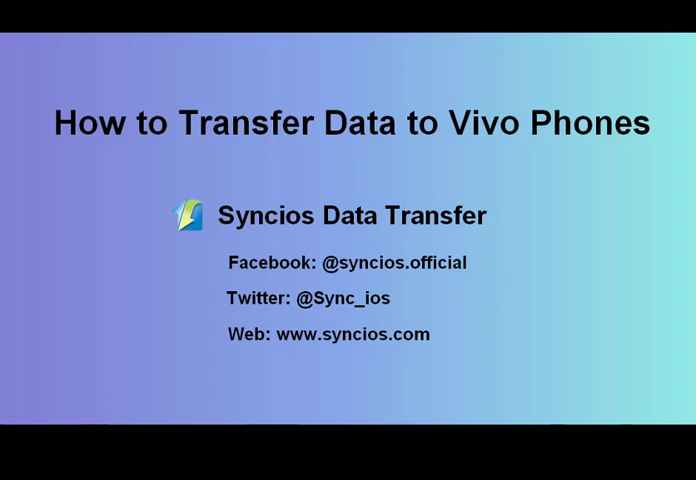 How to Transfer Data to Vivo Phones
Syncios Data Transfer
Facebook: @syncios.official
Twitter: @Sync_ios
Web: www.syncios.com